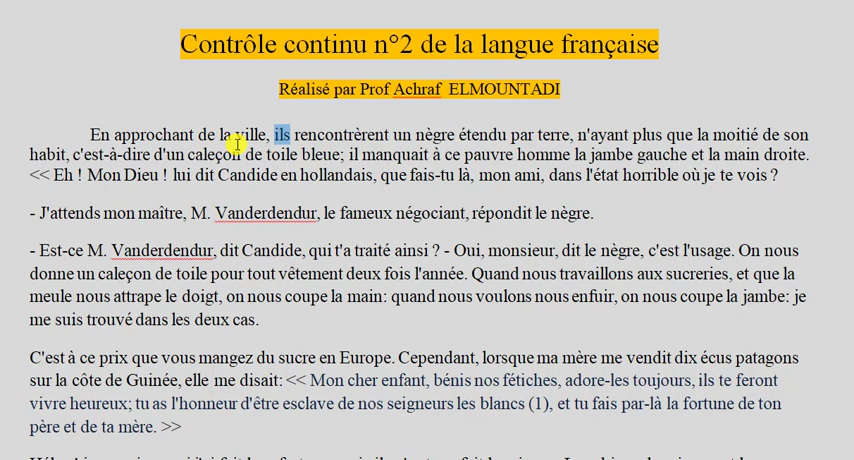 Contrôle continu n°2 de la langue française
Réalisé par Prof Achraf ELMOUNTADI
En approchant de la ville, ils rencontrèrent un nègre étendu par terre, n'ayant plus que la moitié de son
habit, c'est-à-dire d'un caleçon de toile bleue; il manquait à ce pauvre homme la jambe gauche et la main droite.
<< Eh ! Mon Dieu ! lui dit Candide en hollandais, que fais-tu là, mon ami, dans l'état horrible où je te vois ?
- J'attends mon maître, M. Vanderdendur, le fameux négociant, répondit le nègre.
- Est-ce M. Vanderdendur, dit Candide, qui t'a traité ainsi ? - Oui, monsieur, dit le nègre, c'est l'usage. On nous
donne un caleçon de toile pour tout vêtement deux fois l'année. Quand nous travaillons aux sucreries, et que la
meule nous attrape le doigt, on nous coupe la main: quand nous voulons nous enfuir, on nous coupe la jambe: je
me suis trouvé dans les deux cas.
C'est à ce prix que vous mangez du sucre en Europe. Cependant, lorsque ma mère me vendit dix écus patagons
sur la côte de Guinée, elle me disait: << Mon cher enfant, bénis nos fétiches, adore-les toujours, ils te feront
vivre heureux; tu as l'honneur d'être esclave de nos seigneurs les blancs (1), et tu fais par-là la fortune de ton
père et de ta mère. >>